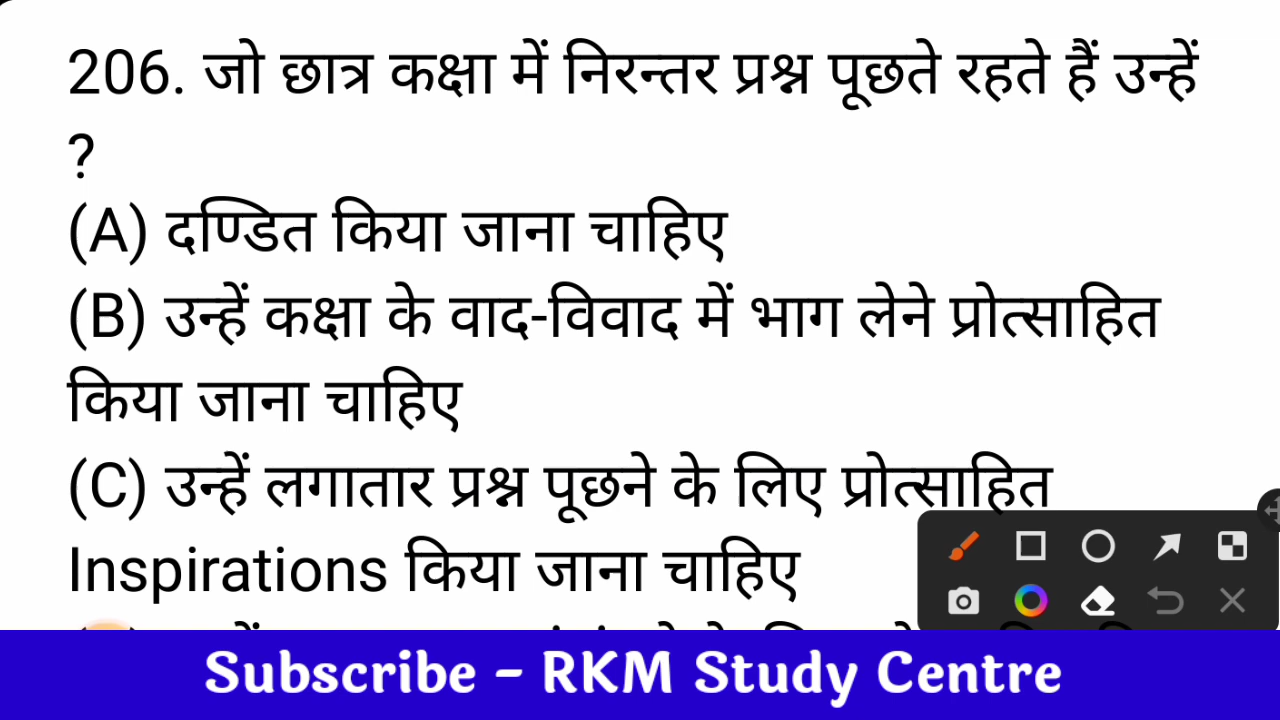 206. जो छात्र कक्षा में निरन्तर प्रश्न पूछते रहते हैं उन्हें
?
(A) दण्डित किया जाना चाहिए
(B) उन्हें कक्षा के वाद-विवाद में भाग लेने प्रोत्साहित
किया जाना चाहिए
(C) उन्हें लगातार प्रश्न पूछने के लिए प्रोत्साहित
Inspirations किया जाना चाहिए
Subscribe - RKM Study Centre